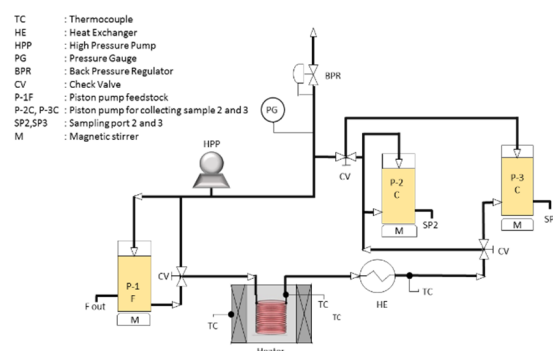 TC : Thermocouple
HE : Heat Exchanger
HPP : High Pressure Pump
PG : Pressure Gauge
BPR : Back Pressure Regulator
CV : Check Valve
P-1F : Piston pump feedstock
P-2C, P-3C : Piston pump for collecting sample 2 and 3
SP2,SP3 : Sampling port 2 and 3
M : Magnetic stirrer
BPR
PG
HPP
CV
P-2
C
M
SP2
P-3
C
M
SP
CV
P-1
F
M
F out
CV
TC
TC
TC
HE
TC
Heater